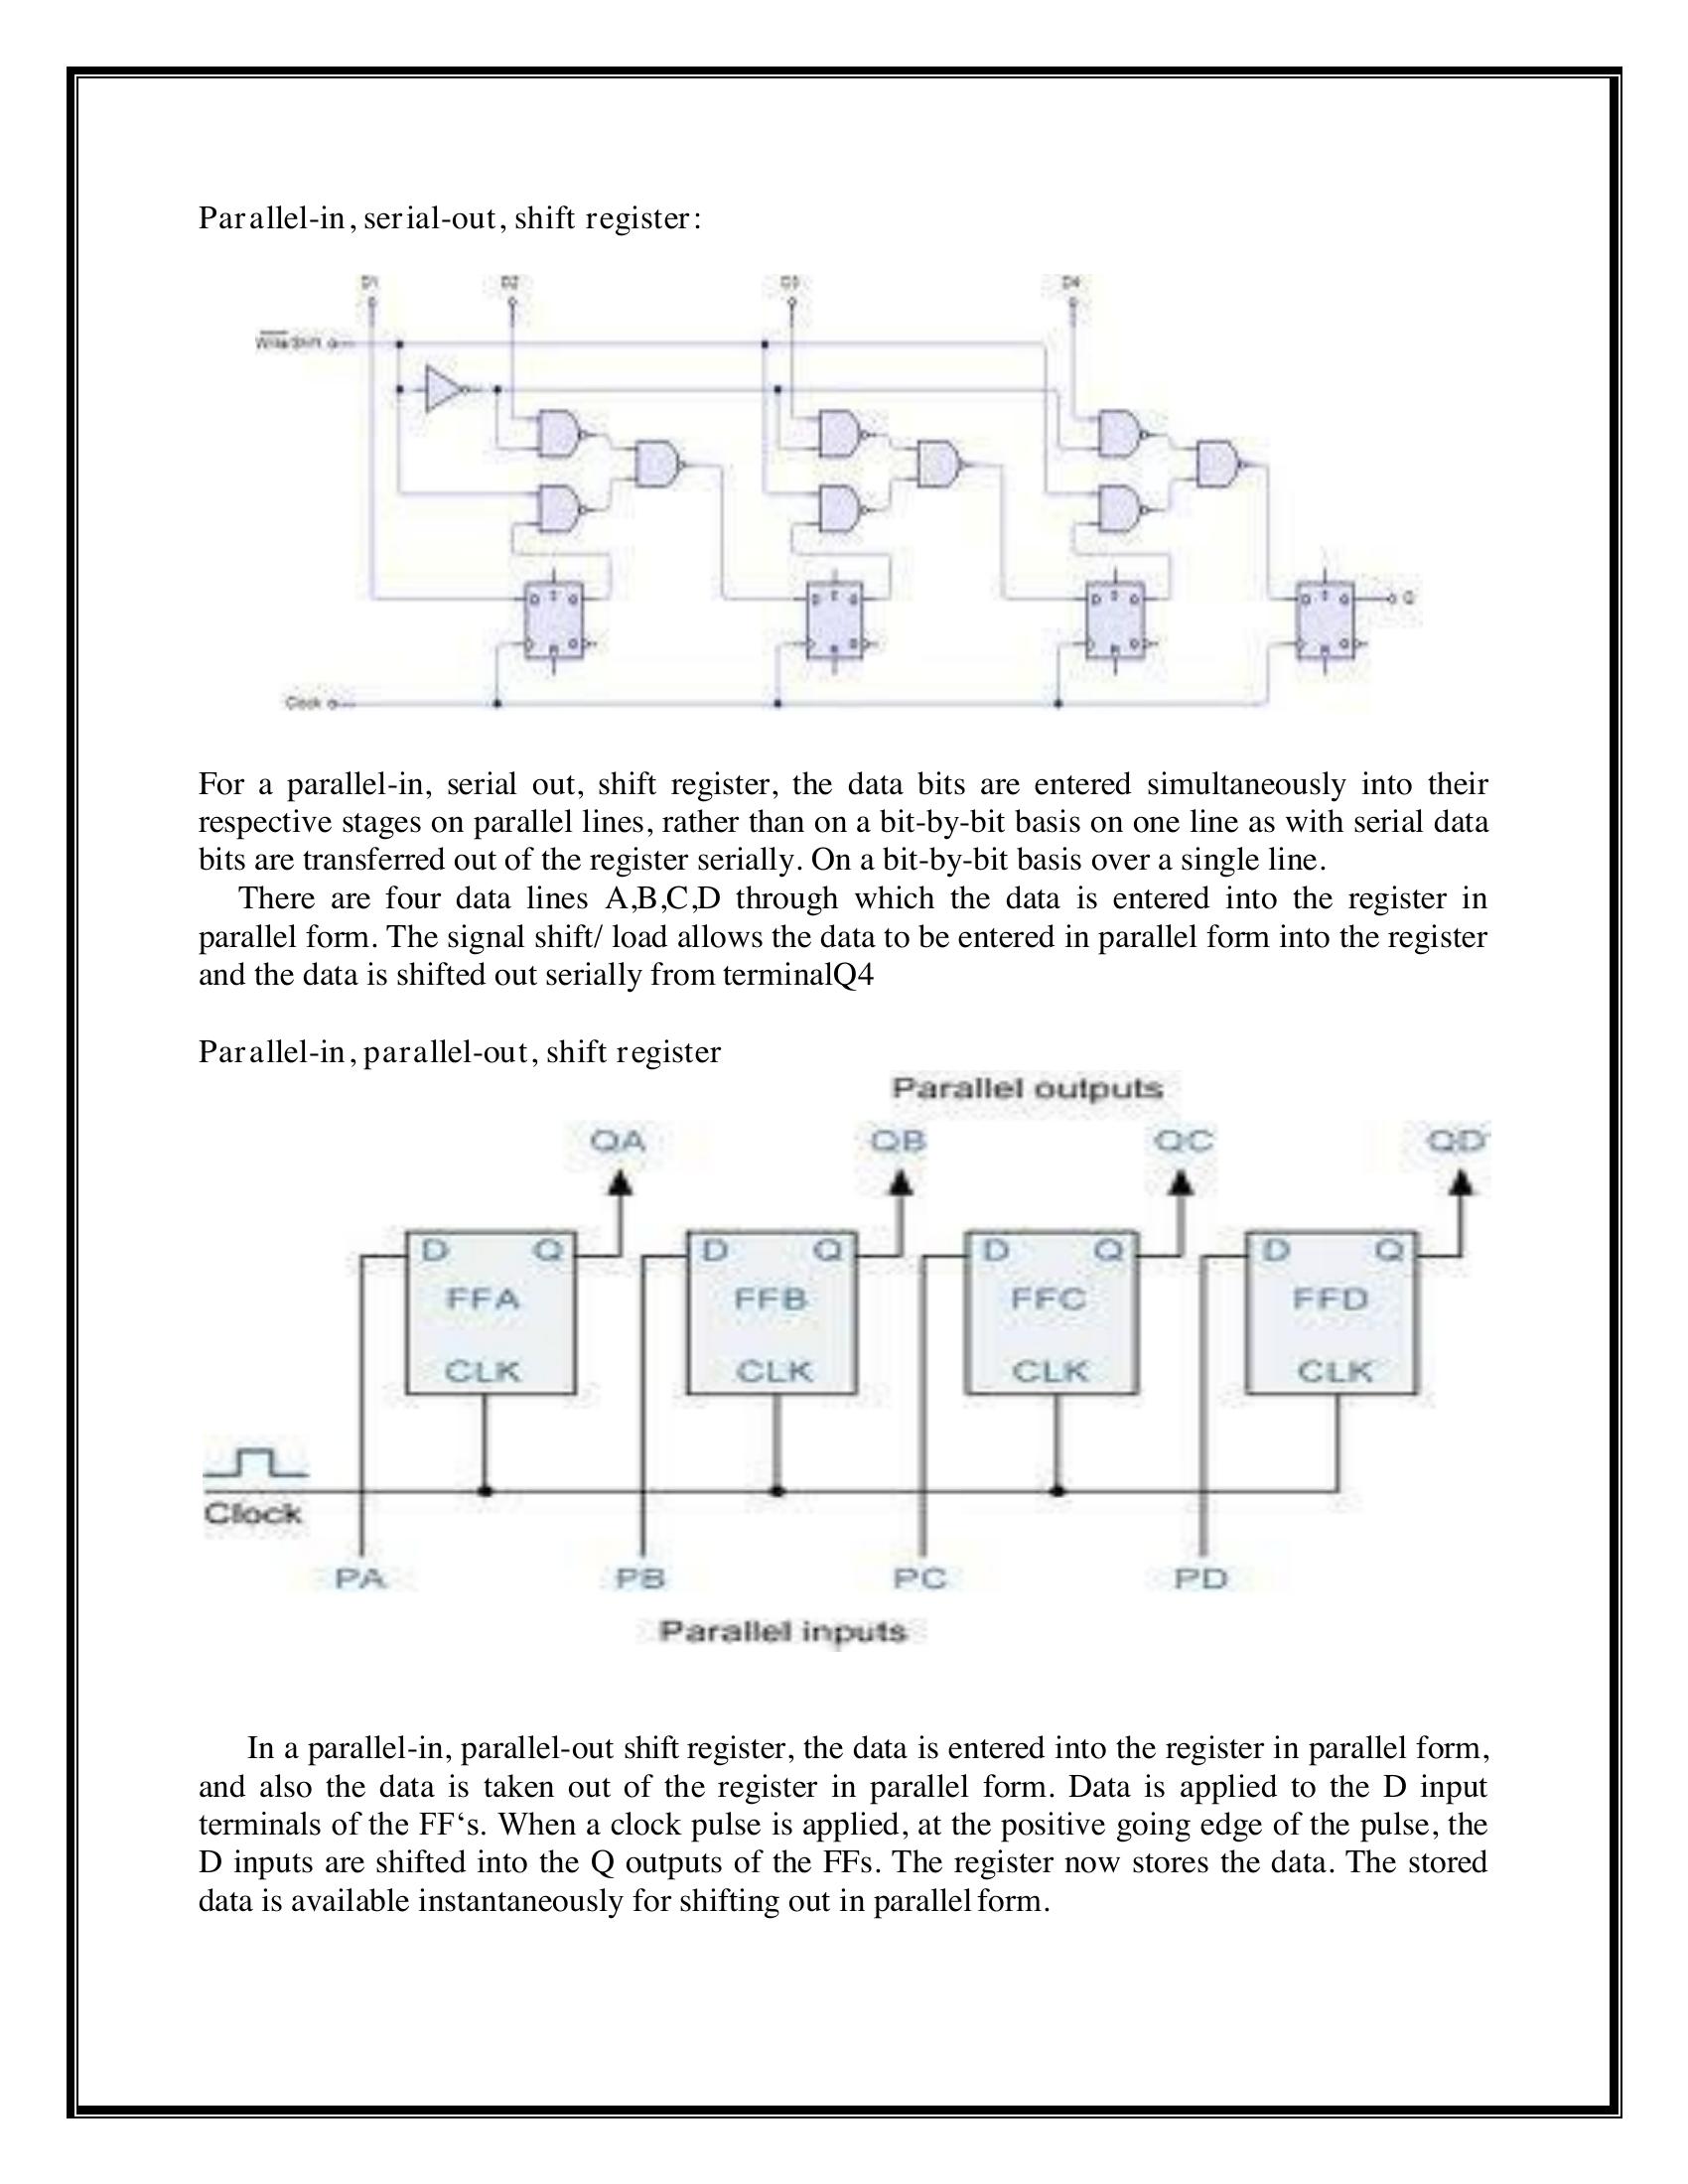 Parallel-in, serial-out, shift register:
D1 D2 D3 D4
Write/Shift
Clock
Q
For a parallel-in, serial out, shift register, the data bits are entered simultaneously into their
respective stages on parallel lines, rather than on a bit-by-bit basis on one line as with serial data
bits are transferred out of the register serially. On a bit-by-bit basis over a single line.
There are four data lines A,B,C,D through which the data is entered into the register in
parallel form. The signal shift/ load allows the data to be entered in parallel form into the register
and the data is shifted out serially from terminalQ4
Parallel-in, parallel-out, shift register
Parallel outputs
QA QB QC QD
D Q D Q D Q D Q
FFA FFB FFC FFD
CLK CLK CLK CLK
Clock
PA PB PC PD
Parallel inputs
In a parallel-in, parallel-out shift register, the data is entered into the register in parallel form,
and also the data is taken out of the register in parallel form. Data is applied to the D input
terminals of the FF‘s. When a clock pulse is applied, at the positive going edge of the pulse, the
D inputs are shifted into the Q outputs of the FFs. The register now stores the data. The stored
data is available instantaneously for shifting out in parallel form.